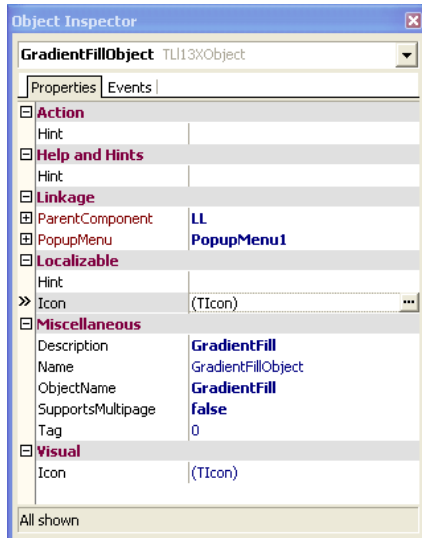 Object Inspector
GradientFillObject TLl13XObject
Properties Events
Action
Hint
Help and Hints
Hint
Linkage
ParentComponent LL
PopupMenu PopupMenu1
Localizable
Hint
» Icon (TIcon) ...
Miscellaneous
Description GradientFill
Name GradientFillObject
ObjectName GradientFill
SupportsMultipage false
Tag 0
Visual
Icon (TIcon)
All shown